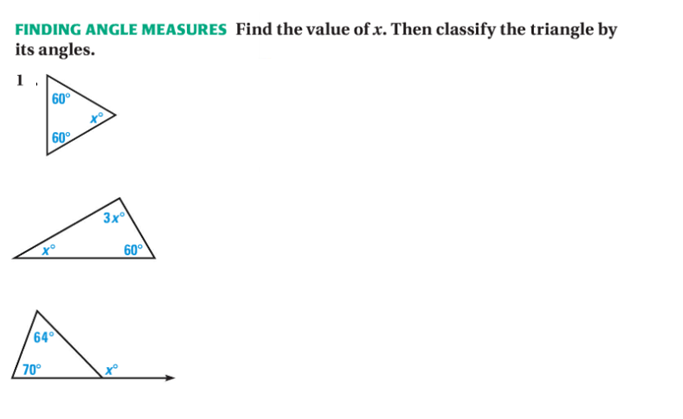 FINDING ANGLE MEASURES Find the value of x. Then classify the triangle by
its angles.
1 .
60°
x°
60°
3x°
x°
60°
64°
70°
x°